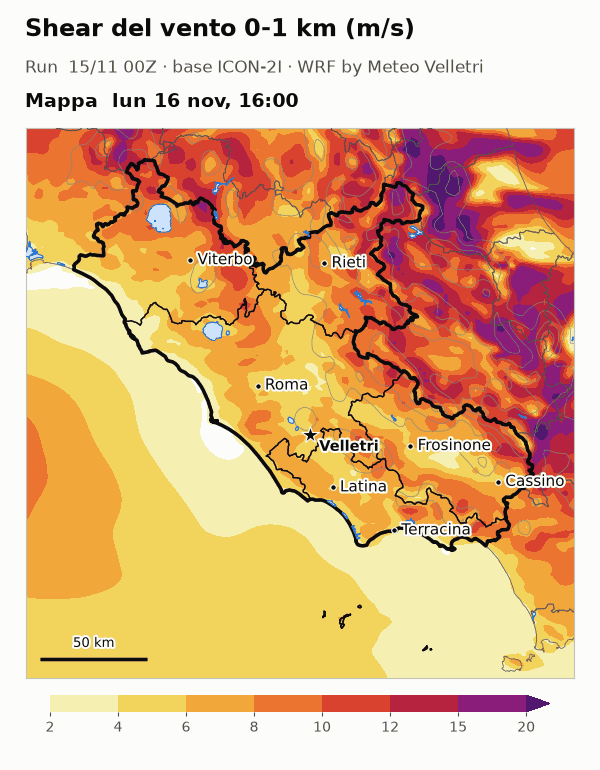 Shear del vento 0-1 km (m/s)
Run  15/11 00Z · base ICON-2I · WRF by Meteo Velletri
Mappa  lun 16 nov, 16:00
Viterbo
Rieti
Roma
Velletri
Frosinone
Cassino
Latina
Terracina
50 km
2 4 6 8 10 12 15 20